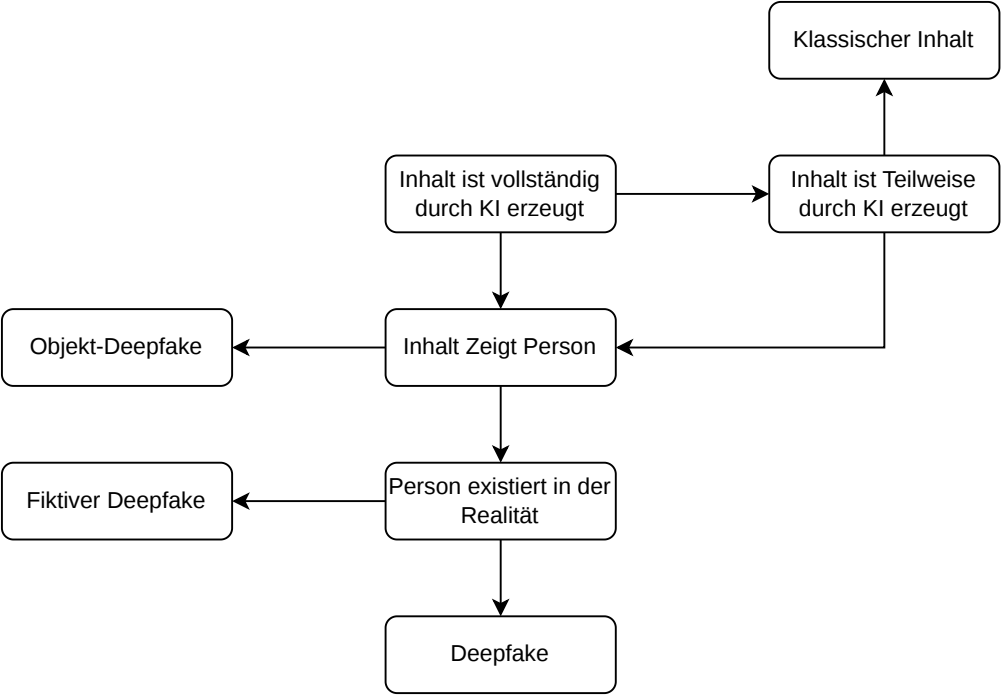 Klassischer Inhalt
Inhalt ist vollständig
durch KI erzeugt
Inhalt ist Teilweise
durch KI erzeugt
Objekt-Deepfake
Inhalt Zeigt Person
Fiktiver Deepfake
Person existiert in der
Realität
Deepfake